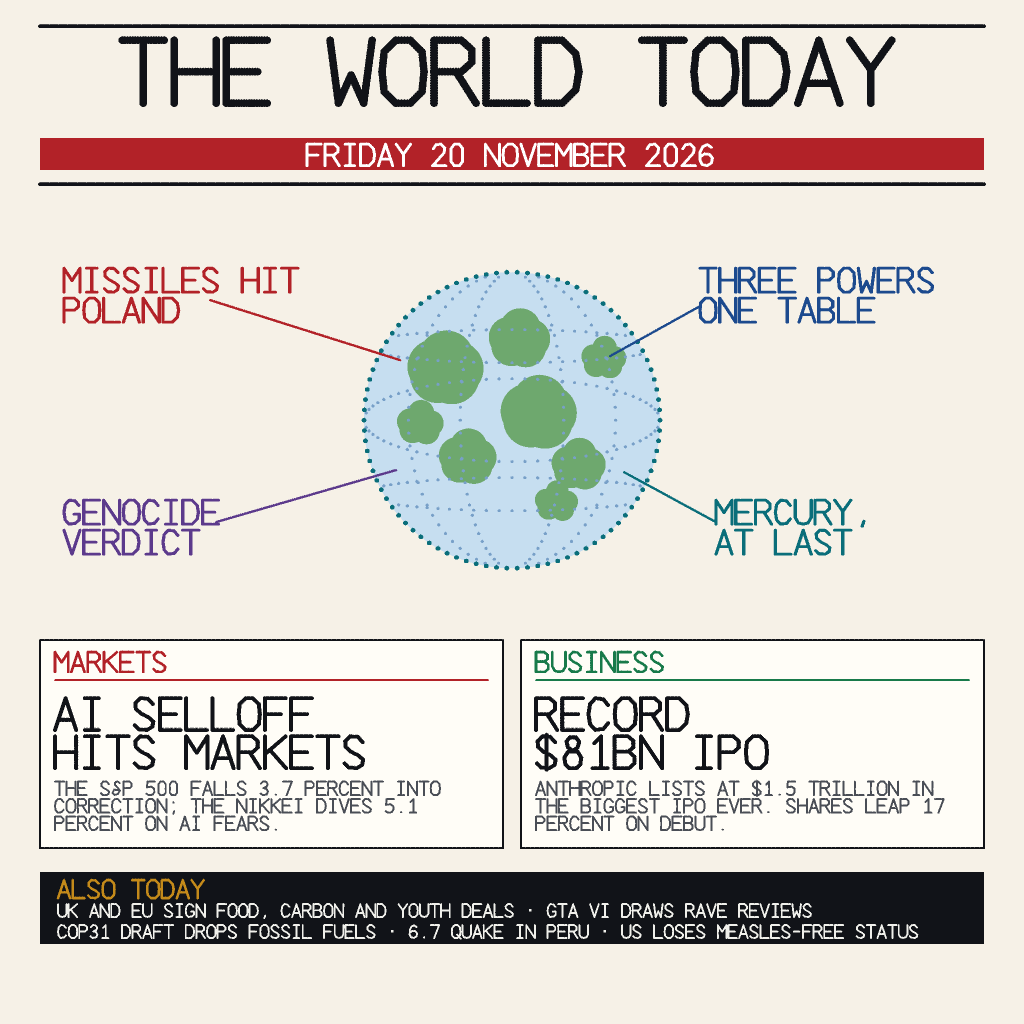 THE WORLD TODAY
FRIDAY 20 NOVEMBER 2026
MISSILES HIT
POLAND
THREE POWERS
ONE TABLE
GENOCIDE
VERDICT
MERCURY,
AT LAST
MARKETS
AI SELLOFF
HITS MARKETS
THE S&P 500 FALLS 3.7 PERCENT INTO
CORRECTION; THE NIKKEI DIVES 5.1
PERCENT ON AI FEARS.
BUSINESS
RECORD
$81BN IPO
ANTHROPIC LISTS AT $1.5 TRILLION IN
THE BIGGEST IPO EVER. SHARES LEAP 17
PERCENT ON DEBUT.
ALSO TODAY
UK AND EU SIGN FOOD, CARBON AND YOUTH DEALS · GTA VI DRAWS RAVE REVIEWS
COP31 DRAFT DROPS FOSSIL FUELS · 6.7 QUAKE IN PERU · US LOSES MEASLES-FREE STATUS